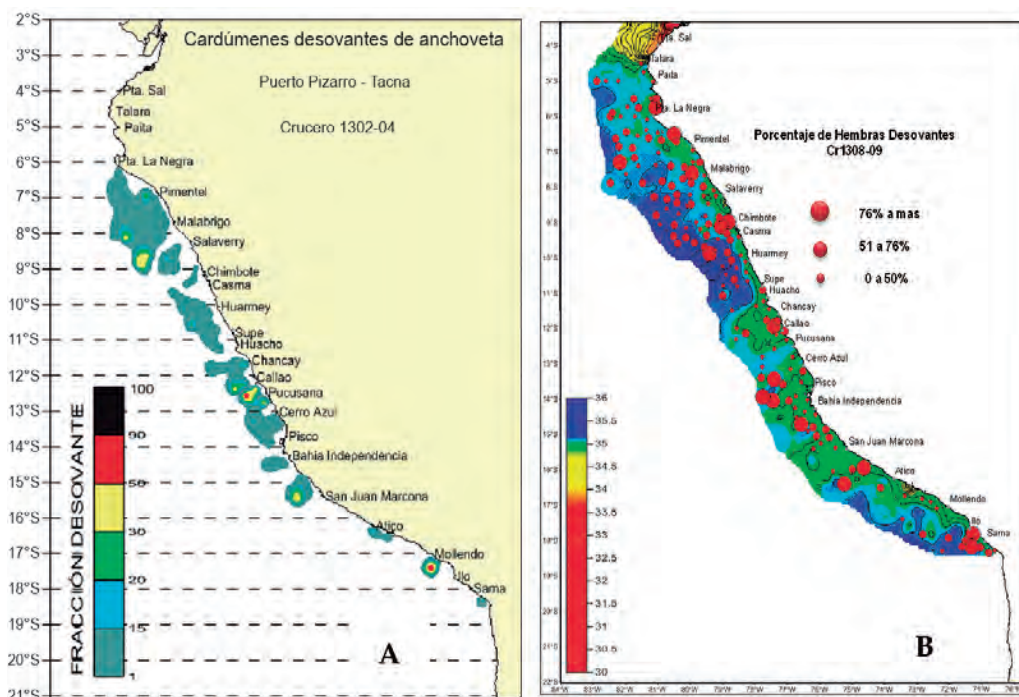 2°S
3°S
4°S
5°S
6°S
7°S
8°S
9°S
10°S
11°S
12°S
13°S
14°S
15°S
16°S
17°S
18°S
19°S
20°S
21°S
Cardúmenes desovantes de anchoveta
Puerto Pizarro - Tacna
Crucero 1302-04
Pta. Sal
Talara
Paita
Pta. La Negra
Pimentel
Malabrigo
Salaverry
Chimbote
Casma
Huarmey
Supe
Huacho
Chancay
Callao
Pucusana
Cerro Azul
Pisco
Bahia Independencia
San Juan Marcona
Atico
Mollendo
Ilo
Sama
FRACCIÓN DESOVANTE
100
90
50
30
20
15
1
A
Pta. Sal
Talara
Paita
Pta. La Negra
Pimentel
Malabrigo
Salaverry
Chimbote
Casma
Huarmey
Supe
Huacho
Chancay
Callao
Pucusana
Cerro Azul
Pisco
Bahía Independencia
San Juan Marcona
Atico
Mollendo
Ilo
Sama
Porcentaje de Hembras Desovantes
Cr1308-09
76% a mas
51 a 76%
0 a 50%
36
35.5
35
34.5
34
33.5
33
32.5
32
31.5
31
30.5
30
B